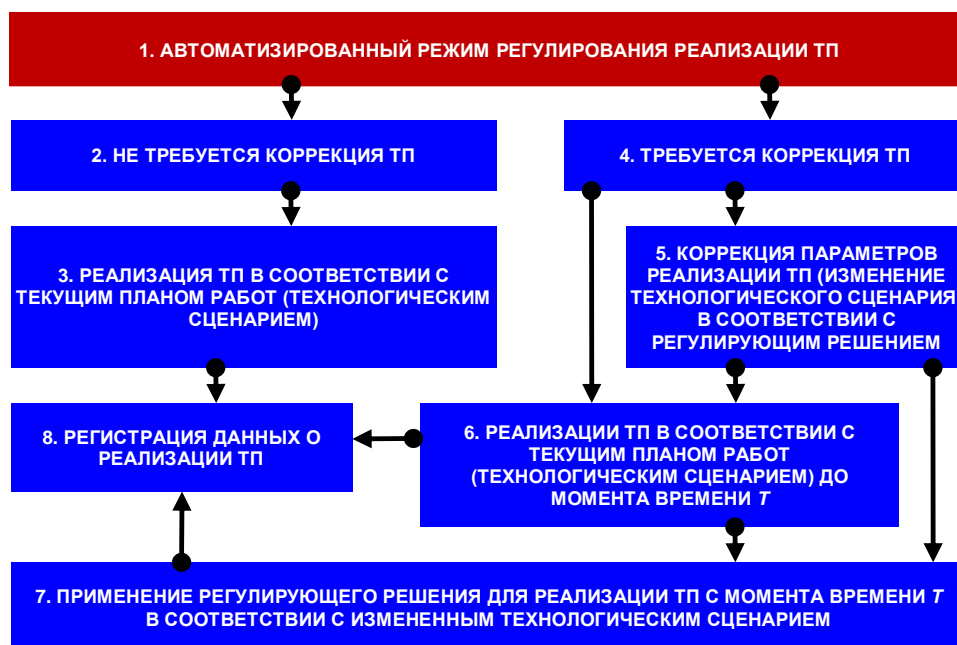 1. АВТОМАТИЗИРОВАННЫЙ РЕЖИМ РЕГУЛИРОВАНИЯ РЕАЛИЗАЦИИ ТП
2. НЕ ТРЕБУЕТСЯ КОРРЕКЦИЯ ТП
4. ТРЕБУЕТСЯ КОРРЕКЦИЯ ТП
3. РЕАЛИЗАЦИЯ ТП В СООТВЕТСТВИИ С
ТЕКУЩИМ ПЛАНОМ РАБОТ (ТЕХНОЛОГИЧЕСКИМ
СЦЕНАРИЕМ)
5. КОРРЕКЦИЯ ПАРАМЕТРОВ
РЕАЛИЗАЦИИ ТП (ИЗМЕНЕНИЕ
ТЕХНОЛОГИЧЕСКОГО СЦЕНАРИЯ
В СООТВЕТСТВИИ С
РЕГУЛИРУЮЩИМ РЕШЕНИЕМ
8. РЕГИСТРАЦИЯ ДАННЫХ О
РЕАЛИЗАЦИИ ТП
6. РЕАЛИЗАЦИИ ТП В СООТВЕТСТВИИ С
ТЕКУЩИМ ПЛАНОМ РАБОТ
(ТЕХНОЛОГИЧЕСКИМ СЦЕНАРИЕМ) ДО
МОМЕНТА ВРЕМЕНИ T
7. ПРИМЕНЕНИЕ РЕГУЛИРУЮЩЕГО РЕШЕНИЯ ДЛЯ РЕАЛИЗАЦИИ ТП С МОМЕНТА ВРЕМЕНИ T
В СООТВЕТСТВИИ С ИЗМЕНЕННЫМ ТЕХНОЛОГИЧЕСКИМ СЦЕНАРИЕМ